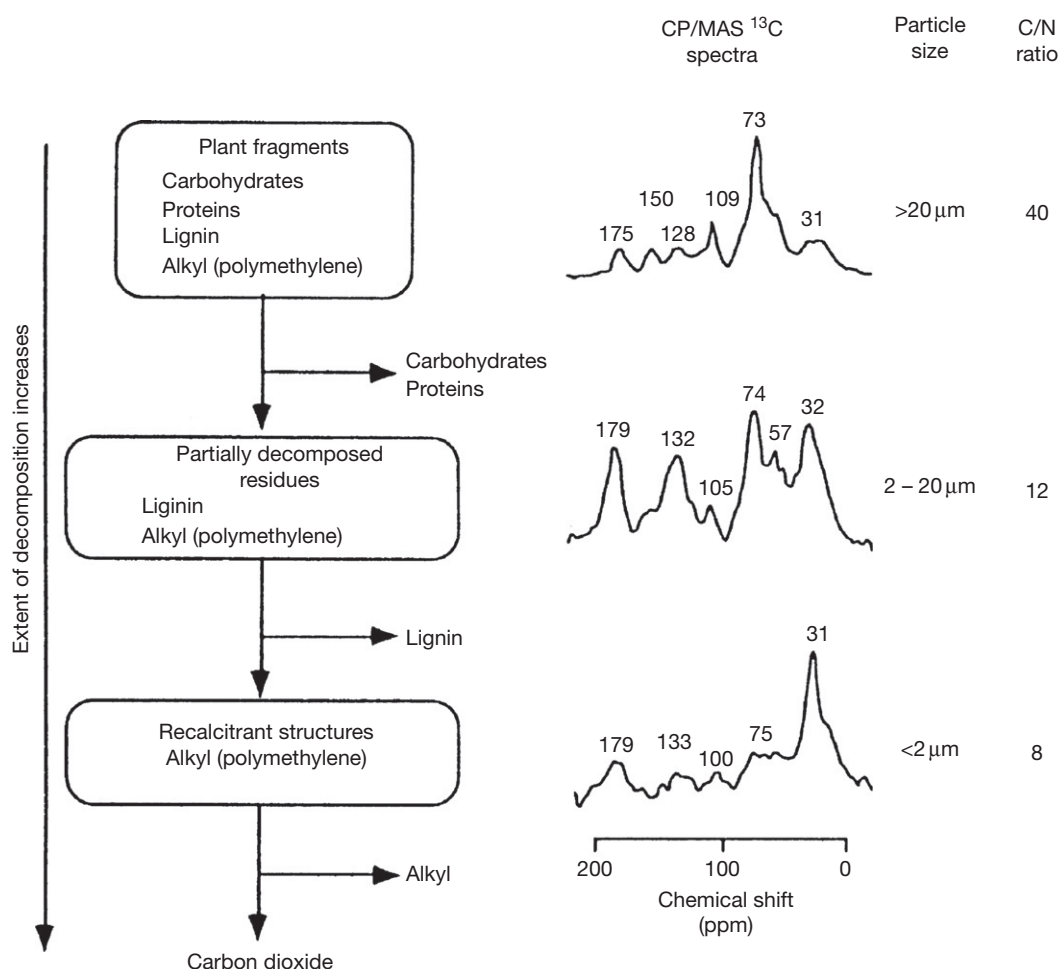 CP/MAS ¹³C
spectra
Particle
size
C/N
ratio
Extent of decomposition increases
Plant fragments
Carbohydrates
Proteins
Lignin
Alkyl (polymethylene)
175
150
128
109
73
31
>20 μm
40
Carbohydrates
Proteins
Partially decomposed
residues
Liginin
Alkyl (polymethylene)
179
132
105
74
57
32
2 – 20 μm
12
Lignin
Recalcitrant structures
Alkyl (polymethylene)
179
133
100
75
31
<2 μm
8
Alkyl
Carbon dioxide
200
100
0
Chemical shift
(ppm)